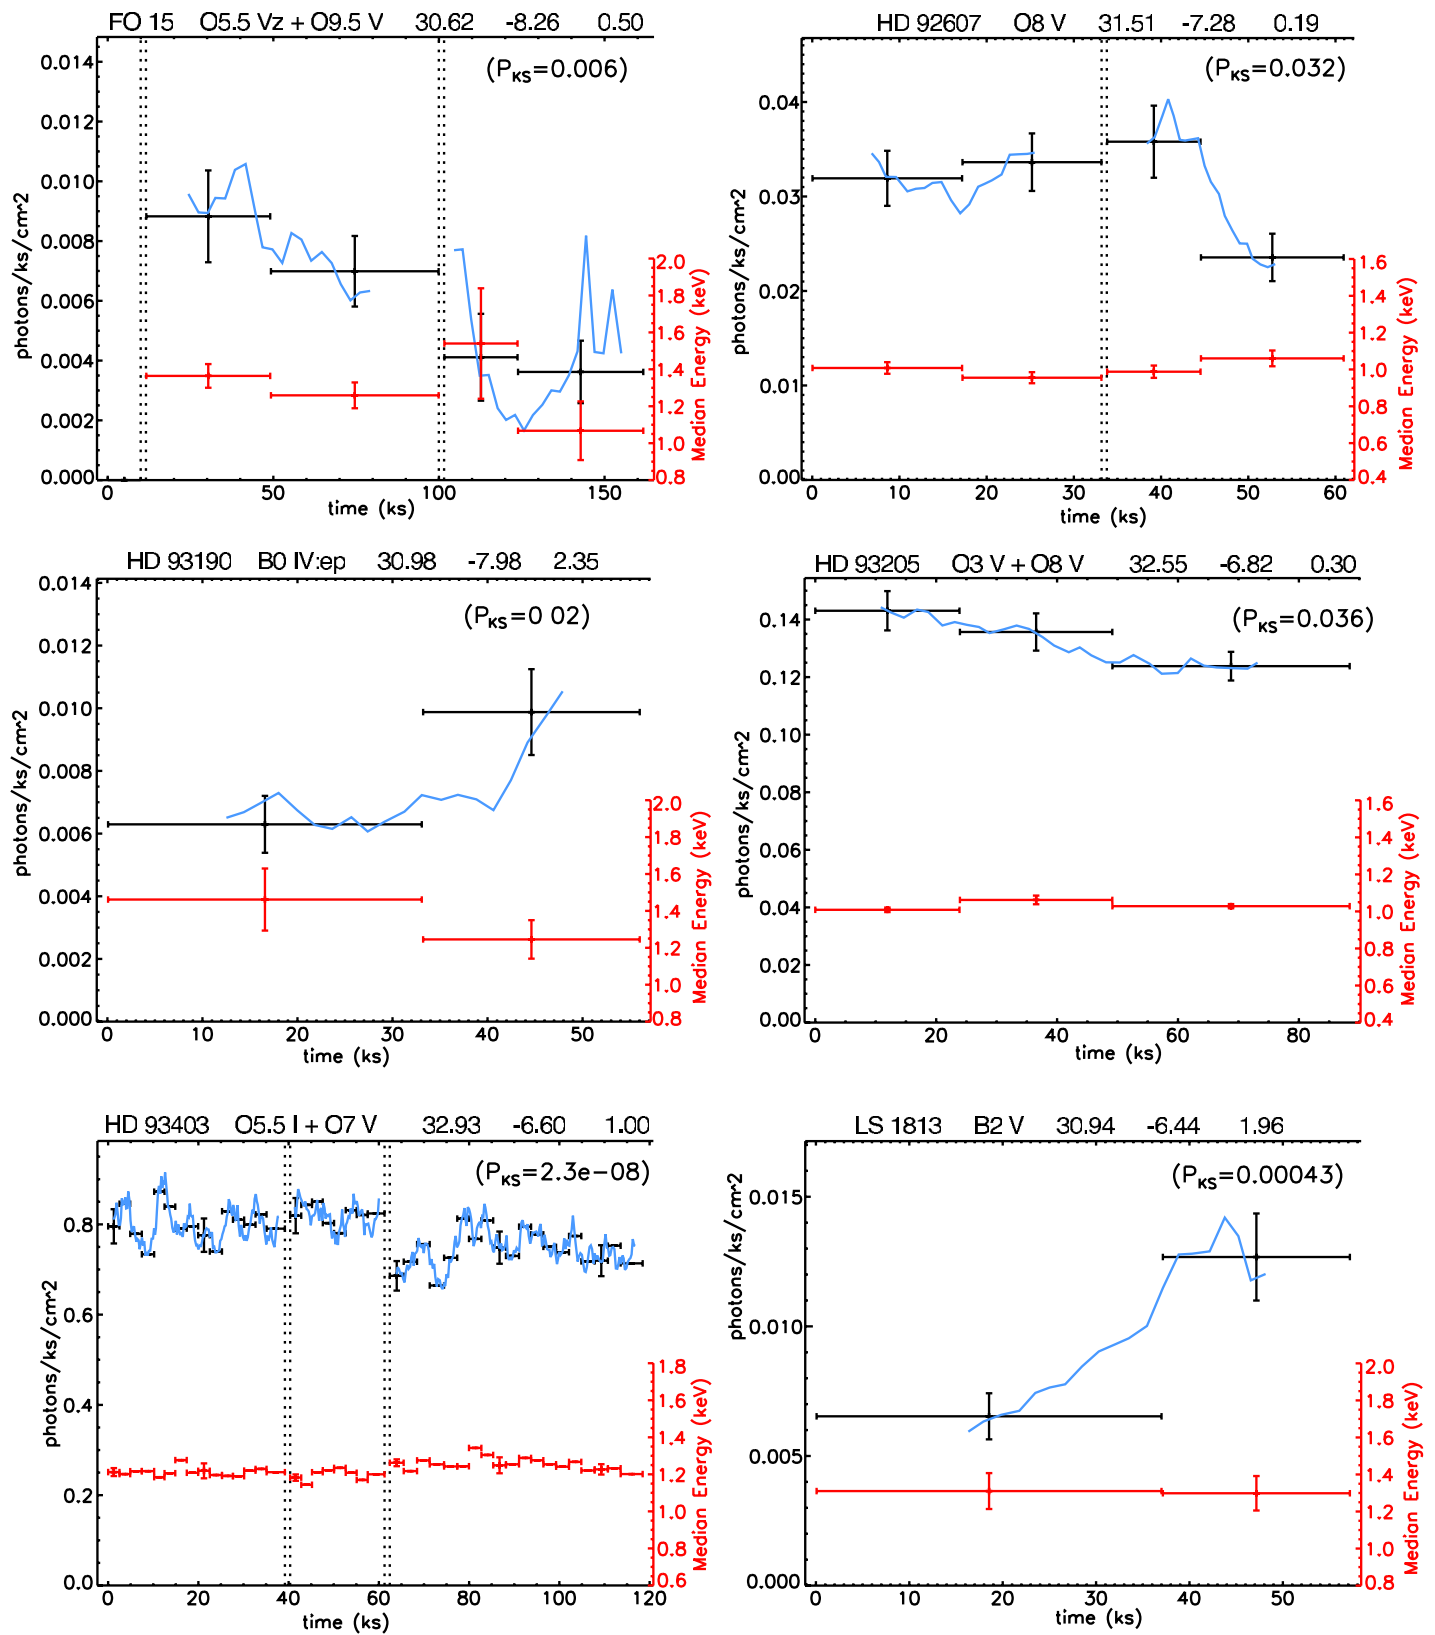 FO 15 O5.5 Vz + O9.5 V 30.62 -8.26 0.50
(PKS=0.006)
photons/ks/cm^2
0.014
0.012
0.010
0.008
0.006
0.004
0.002
0.000
0 50 100 150
time (ks)
2.0
1.8
1.6
1.4
1.2
1.0
0.8
Median Energy (keV)
HD 92607 O8 V 31.51 -7.28 0.19
(PKS=0.032)
photons/ks/cm^2
0.04
0.03
0.02
0.01
0.00
0 10 20 30 40 50 60
time (ks)
1.6
1.4
1.2
1.0
0.8
0.6
0.4
Median Energy (keV)
HD 93190 B0 IV:ep 30.98 -7.98 2.35
(PKS=0 02)
photons/ks/cm^2
0.014
0.012
0.010
0.008
0.006
0.004
0.002
0.000
0 10 20 30 40 50
time (ks)
2.0
1.8
1.6
1.4
1.2
1.0
0.8
Median Energy (keV)
HD 93205 O3 V + O8 V 32.55 -6.82 0.30
(PKS=0.036)
photons/ks/cm^2
0.14
0.12
0.10
0.08
0.06
0.04
0.02
0.00
0 20 40 60 80
time (ks)
1.6
1.4
1.2
1.0
0.8
0.6
0.4
Median Energy (keV)
HD 93403 O5.5 I + O7 V 32.93 -6.60 1.00
(PKS=2.3e-08)
photons/ks/cm^2
0.8
0.6
0.4
0.2
0.0
0 20 40 60 80 100 120
time (ks)
1.8
1.6
1.4
1.2
1.0
0.8
0.6
Median Energy (keV)
LS 1813 B2 V 30.94 -6.44 1.96
(PKS=0.00043)
photons/ks/cm^2
0.015
0.010
0.005
0.000
0 10 20 30 40 50
time (ks)
2.0
1.8
1.6
1.4
1.2
1.0
0.8
Median Energy (keV)